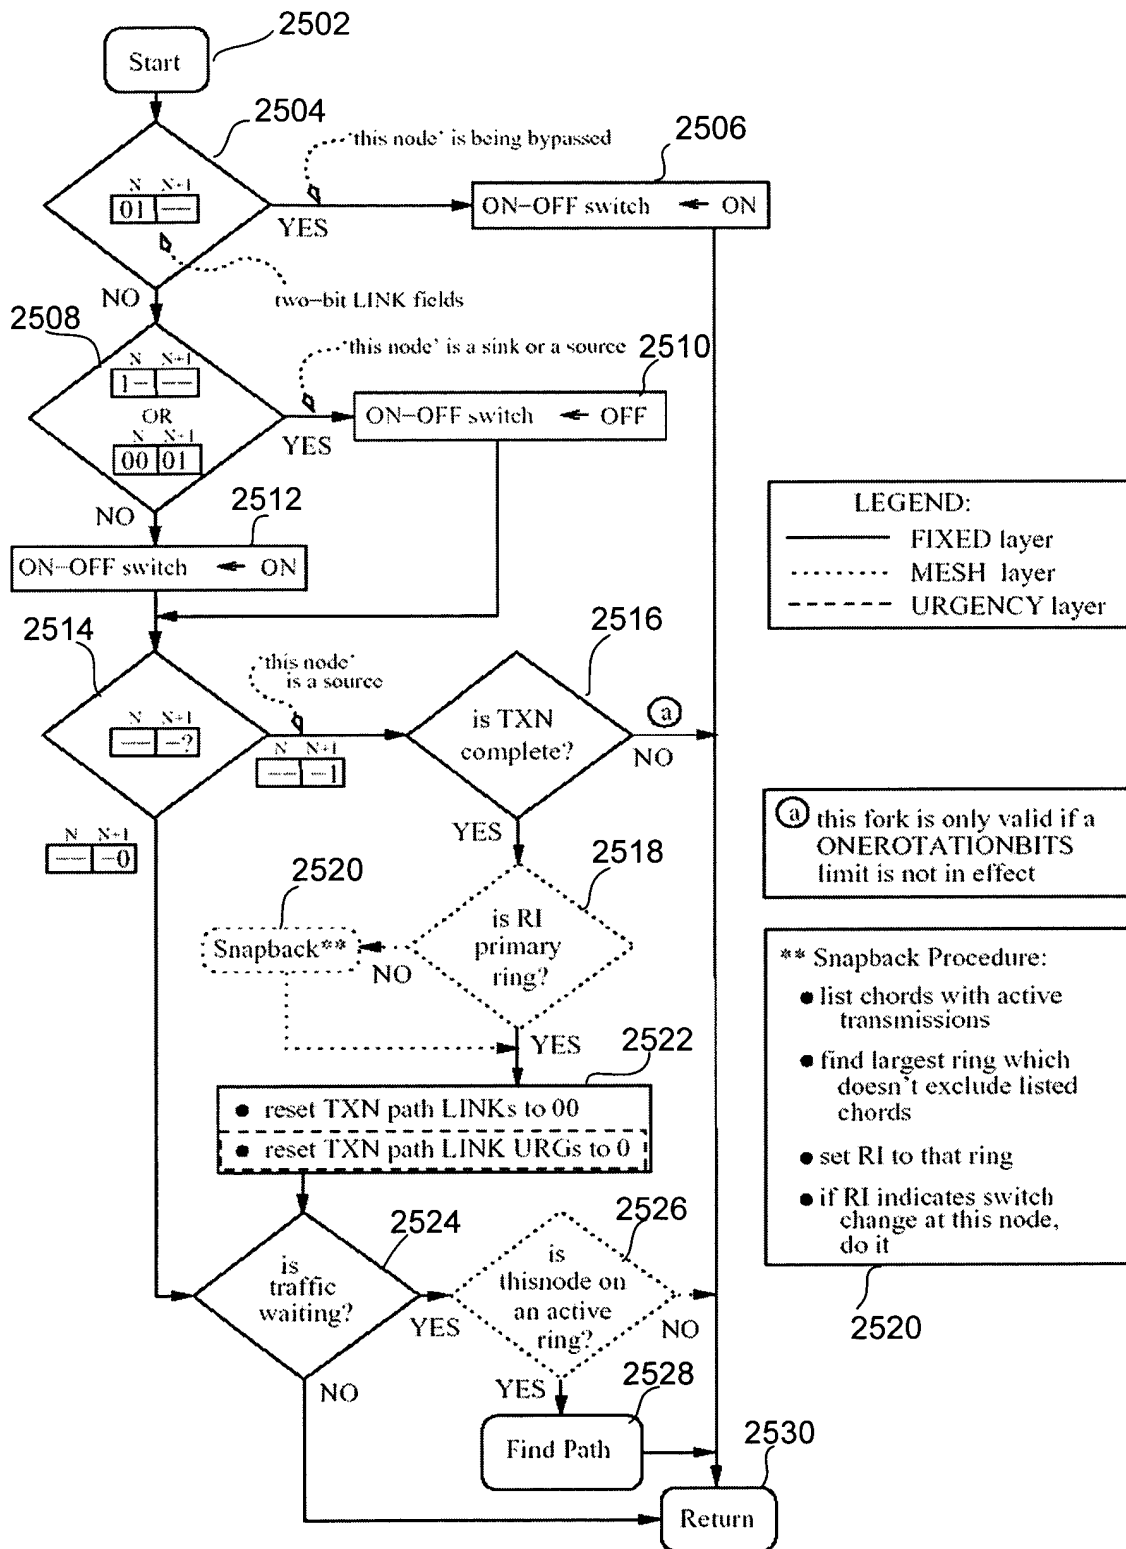 2502
Start
2504
'this node' is being bypassed
2506
N N+1
01 --
YES
ON-OFF switch ← ON
NO
two-bit LINK fields
2508
'this node' is a sink or a source
2510
N N+1
1- --
OR
N N+1
00 01
YES
ON-OFF switch ← OFF
NO
2512
ON-OFF switch ← ON
LEGEND:
FIXED layer
MESH layer
URGENCY layer
2514
'this node'
is a source
2516
N N+1
-- -?
N N+1
-- -1
is TXN
complete?
a
NO
N N+1
-- -0
YES
a this fork is only valid if a
ONEROTATIONBITS
limit is not in effect
2518
2520
Snapback**
NO
is RI
primary
ring?
YES
** Snapback Procedure:
● list chords with active
transmissions
● find largest ring which
doesn't exclude listed
chords
● set RI to that ring
● if RI indicates switch
change at this node,
do it
2520
2522
● reset TXN path LINKs to 00
● reset TXN path LINK URGs to 0
2524
is
traffic
waiting?
YES
2526
is
thisnode on
an active
ring?
NO
NO
YES
2528
Find Path
2530
Return